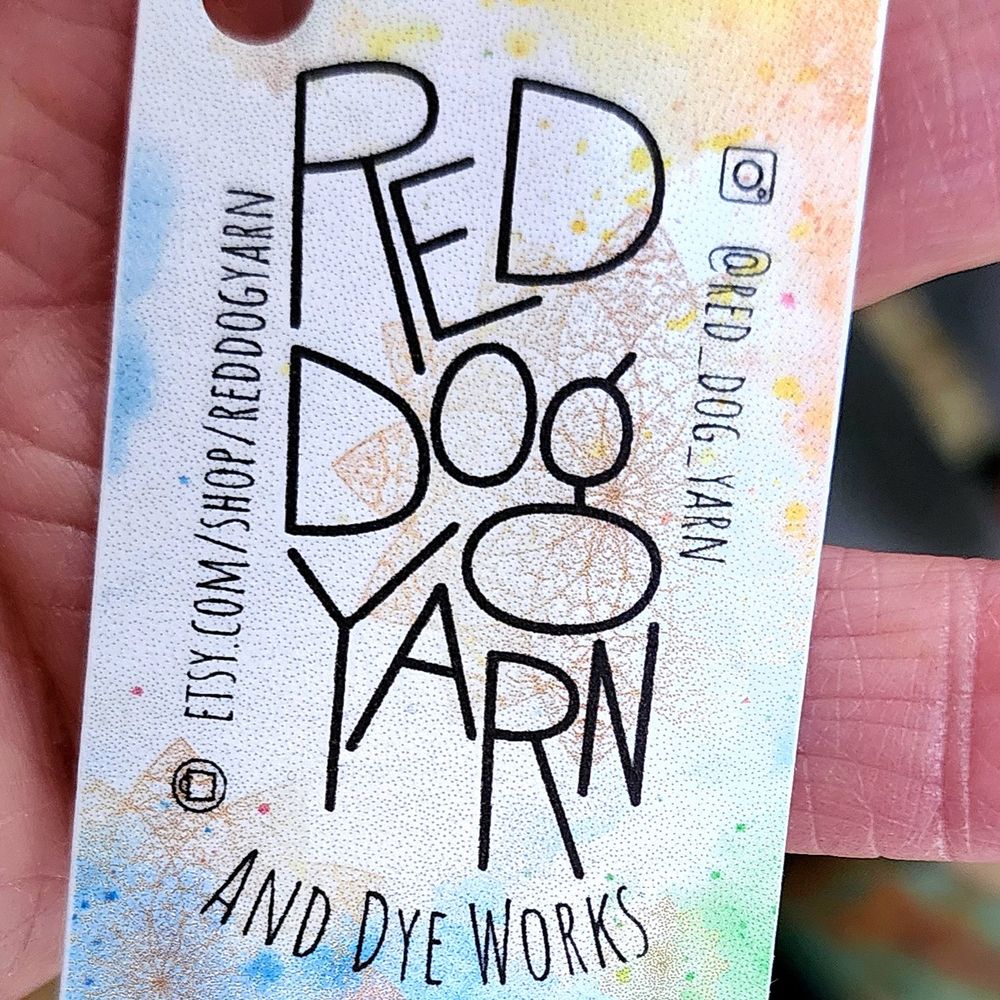 RED
DOg
YARN
AND DYE WORKS
ETSY.COM/SHOP/REDDOGYARN
@RED_DOG_YARN